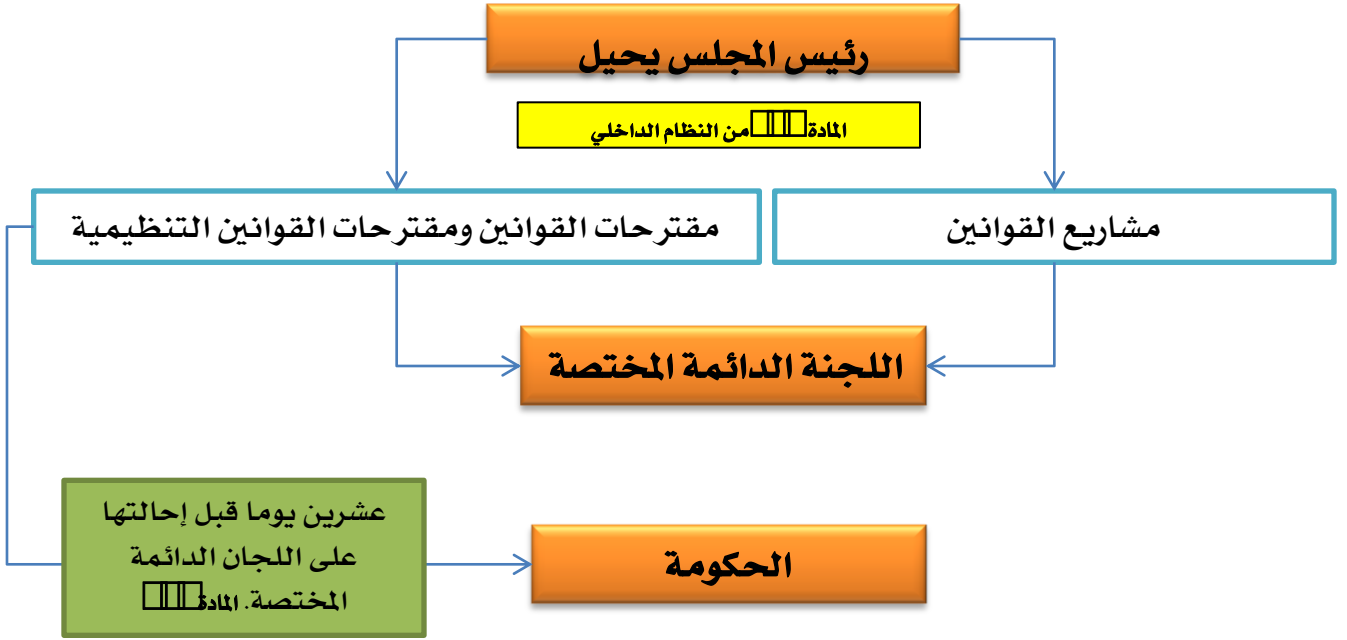 رئيس المجلس يحيل
المادة من النظام الداخلي
مشاريع القوانين
مقترحات القوانين ومقترحات القوانين التنظيمية
اللجنة الدائمة المختصة
عشرين يوما قبل إحالتها
على اللجان الدائمة
المختصة. المادة
الحكومة